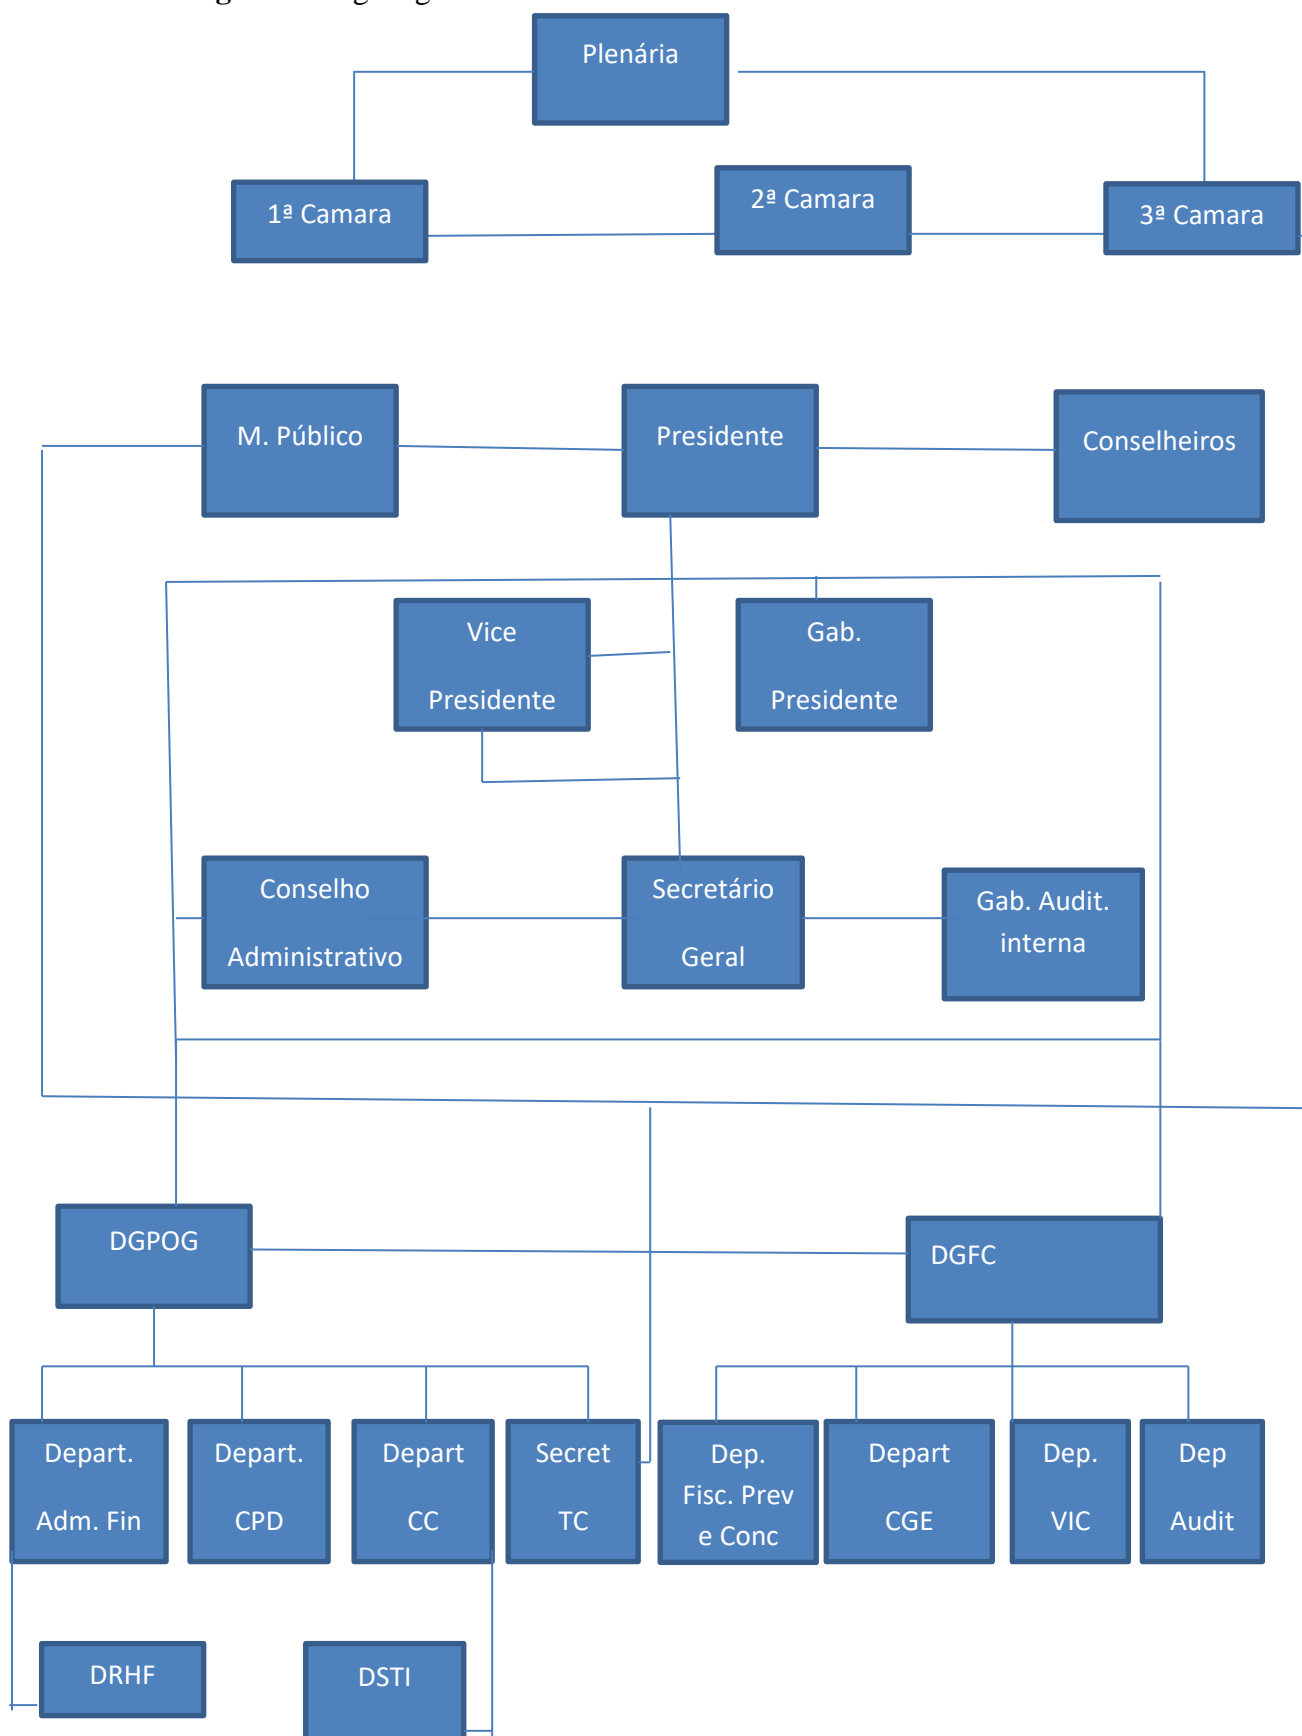 Plenária
1ª Camara
2ª Camara
3ª Camara
M. Público
Presidente
Conselheiros
Vice
Presidente
Gab.
Presidente
Conselho
Administrativo
Secretário
Geral
Gab. Audit.
interna
DGPOG
DGFC
Depart.
Adm. Fin
Depart.
CPD
Depart
CC
Secret
TC
Dep.
Fisc. Prev
e Conc
Depart
CGE
Dep.
VIC
Dep
Audit
DRHF
DSTI